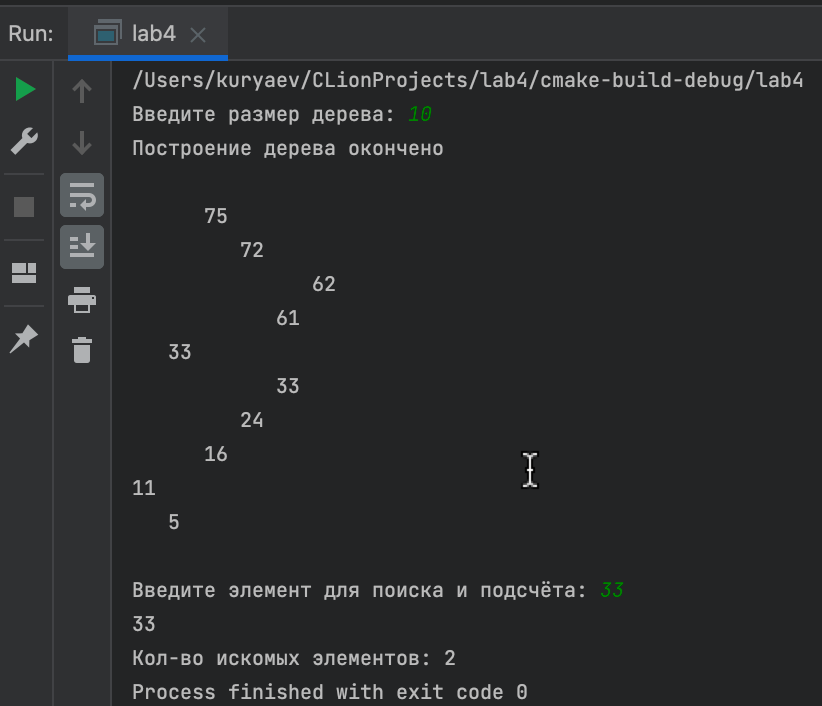 Run: lab4
/Users/kuryaev/CLionProjects/lab4/cmake-build-debug/lab4
Введите размер дерева: 10
Построение дерева окончено
75
72
62
61
33
33
24
16
11
5
Введите элемент для поиска и подсчёта: 33
33
Кол-во искомых элементов: 2
Process finished with exit code 0